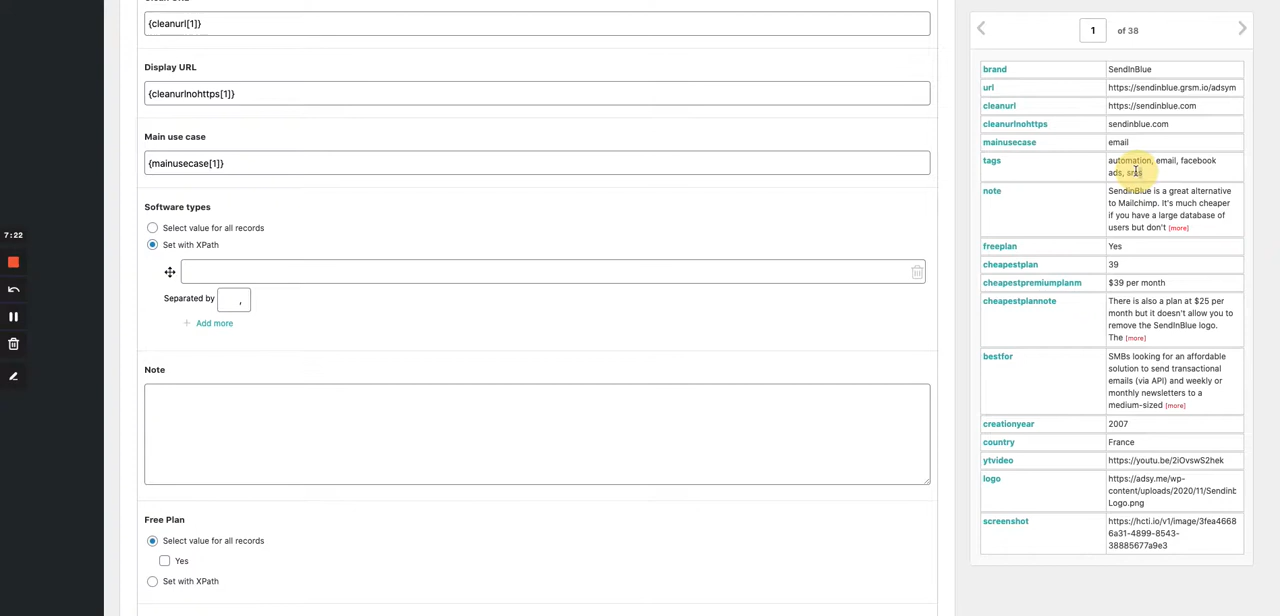 {cleanurl[1]}
Display URL
{cleanurlnohttps[1]}
Main use case
{mainusecase[1]}
Software types
Select value for all records
Set with XPath
Separated by ,
+ Add more
Note
Free Plan
Select value for all records
Yes
Set with XPath
7:22
1 of 38
brand SendInBlue
url https://sendinblue.grsm.io/adsym
cleanurl https://sendinblue.com
cleanurlnohttps sendinblue.com
mainusecase email
tags automation, email, facebook
ads, sms
note SendInBlue is a great alternative
to Mailchimp. It's much cheaper
if you have a large database of
users but don't [more]
freeplan Yes
cheapestplan 39
cheapestpremiumplanm $39 per month
cheapestplannote There is also a plan at $25 per
month but it doesn't allow you to
remove the SendInBlue logo.
The [more]
bestfor SMBs looking for an affordable
solution to send transactional
emails (via API) and weekly or
monthly newsletters to a
medium-sized [more]
creationyear 2007
country France
ytvideo https://youtu.be/2iOvswS2hek
logo https://adsy.me/wp-
content/uploads/2020/11/Sendinb
Logo.png
screenshot https://hcti.io/v1/image/3fea4668
6a31-4899-8543-
38885677a9e3